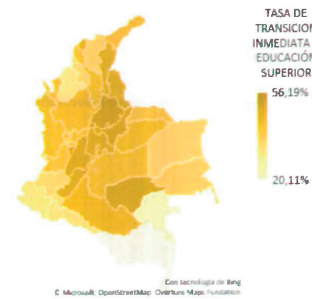 TASA DE
TRANSICION
INMEDIATA
EDUCACIÓN
SUPERIOR
56,19%
20,11%
Con tecnología de Bing
© Microsoft, OpenStreetMap, Overture Maps Fundation